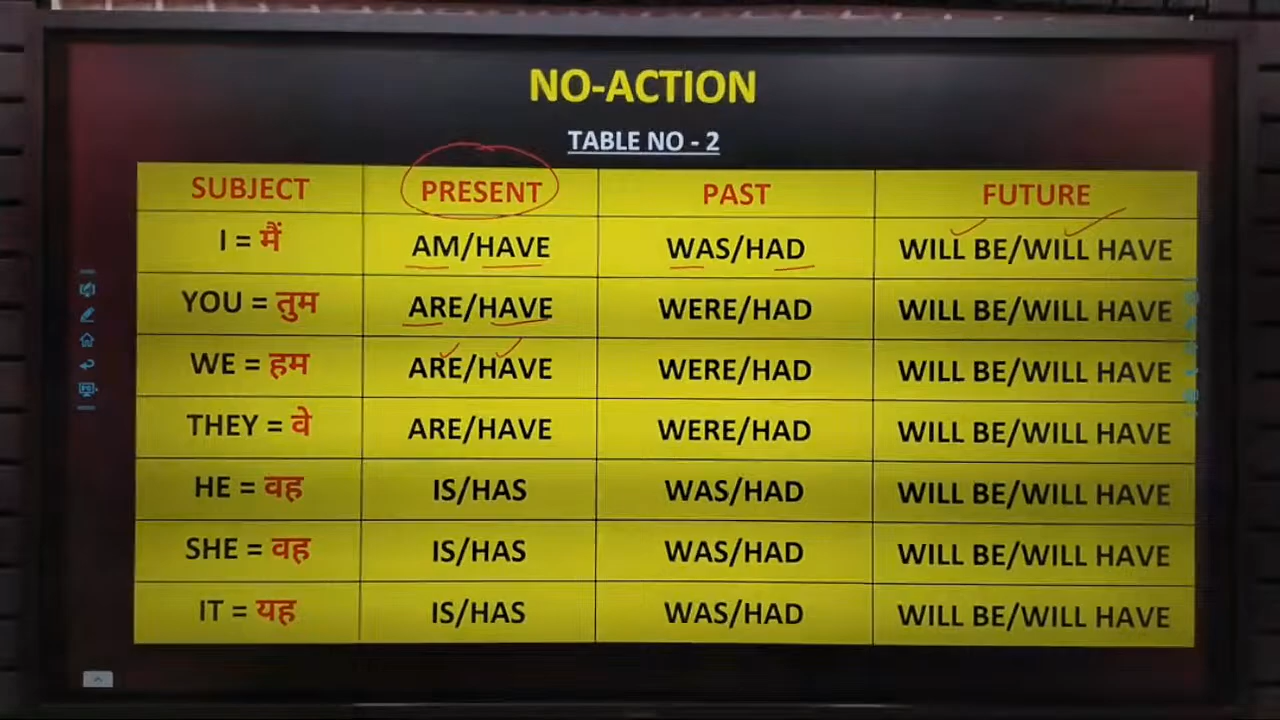 NO-ACTION
TABLE NO - 2
SUBJECT PRESENT PAST FUTURE
I = मैं AM/HAVE WAS/HAD WILL BE/WILL HAVE
YOU = तुम ARE/HAVE WERE/HAD WILL BE/WILL HAVE
WE = हम ARE/HAVE WERE/HAD WILL BE/WILL HAVE
THEY = वे ARE/HAVE WERE/HAD WILL BE/WILL HAVE
HE = वह IS/HAS WAS/HAD WILL BE/WILL HAVE
SHE = वह IS/HAS WAS/HAD WILL BE/WILL HAVE
IT = यह IS/HAS WAS/HAD WILL BE/WILL HAVE